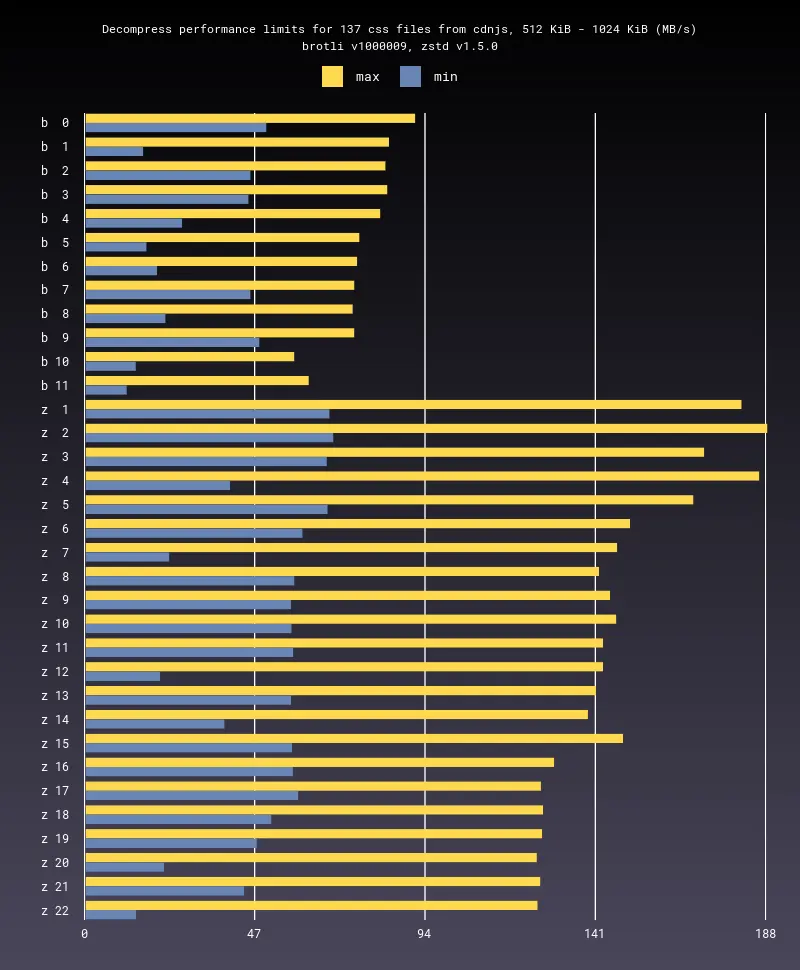 Decompress performance limits for 137 css files from cdnjs, 512 KiB - 1024 KiB (MB/s)
brotli v1000009, zstd v1.5.0
max min
b 0
b 1
b 2
b 3
b 4
b 5
b 6
b 7
b 8
b 9
b 10
b 11
z 1
z 2
z 3
z 4
z 5
z 6
z 7
z 8
z 9
z 10
z 11
z 12
z 13
z 14
z 15
z 16
z 17
z 18
z 19
z 20
z 21
z 22
0 47 94 141 188